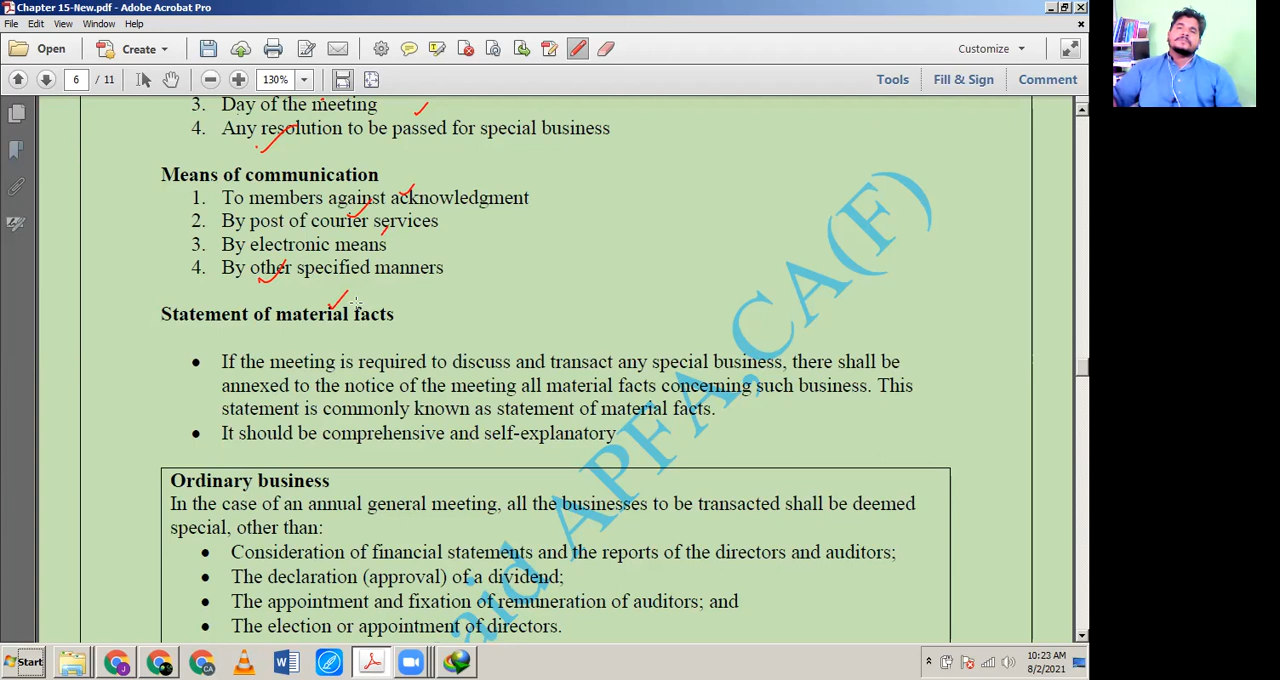 Chapter 15-New.pdf - Adobe Acrobat Pro
File Edit View Window Help
Open Create Customize
6 / 11 130% Tools Fill & Sign Comment
3. Day of the meeting
4. Any resolution to be passed for special business
Means of communication
1. To members against acknowledgment
2. By post of courier services
3. By electronic means
4. By other specified manners
Statement of material facts
• If the meeting is required to discuss and transact any special business, there shall be
annexed to the notice of the meeting all material facts concerning such business. This
statement is commonly known as statement of material facts.
• It should be comprehensive and self-explanatory
Ordinary business
In the case of an annual general meeting, all the businesses to be transacted shall be deemed
special, other than:
• Consideration of financial statements and the reports of the directors and auditors;
• The declaration (approval) of a dividend;
• The appointment and fixation of remuneration of auditors; and
• The election or appointment of directors.
aid APFA,CA(F)
Start
10:23 AM
8/2/2021